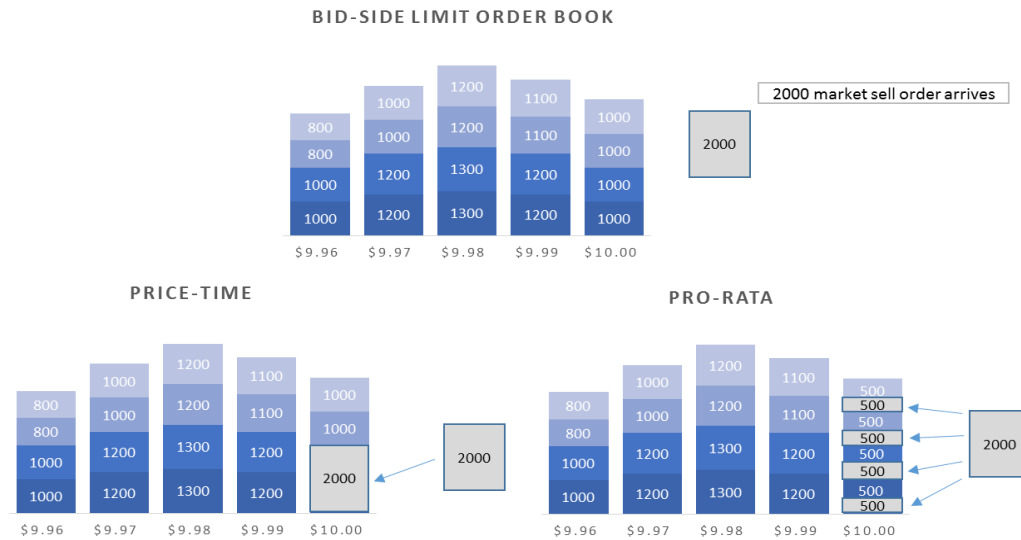 BID-SIDE LIMIT ORDER BOOK
1200
1000 1100
800 1000
1200
800 1000 1100 1000
1000 1200 1300 1200 1000
1000 1200 1300 1200 1000
$9.96 $9.97 $9.98 $9.99 $10.00
2000 market sell order arrives
2000
PRICE-TIME
1200
1000 1100
800 1000
1200
800 1000 1100 1000
1000 1200 1300 1200
1000 1200 1300 1200 2000
$9.96 $9.97 $9.98 $9.99 $10.00
2000
PRO-RATA
1200
1000 1100
800 500
500
1200
800 1000 1100 500
500
1000 1200 1300 1200 500
500
1000 1200 1300 1200 500
500
$9.96 $9.97 $9.98 $9.99 $10.00
2000